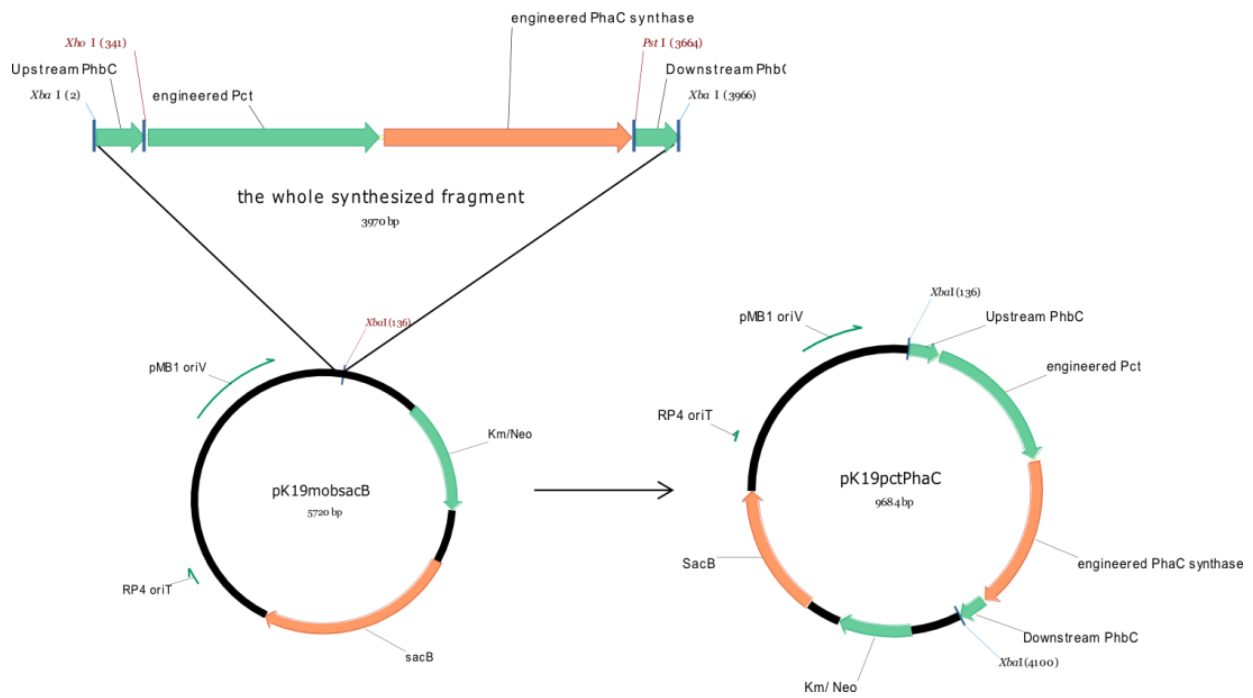 engineered PhaC synthase
Xho I (341)
Pst I (3664)
Upstream PhbC
Downstream Phb(
Xba I (2)
engineered Pct
Xba I (3966)
the whole synthesized fragment
3970 bp
XbaI (136)
pMB1 oriV
Km/Neo
pK19mobsacB
5720 bp
RP4 oriT
sacB
XbaI (136)
pMB1 oriV
Upstream PhbC
engineered Pct
RP4 oriT
pK19pctPhaC
9684 bp
SacB
engineered PhaC synthase
Downstream PhbC
XbaI (4100)
Km/ Neo